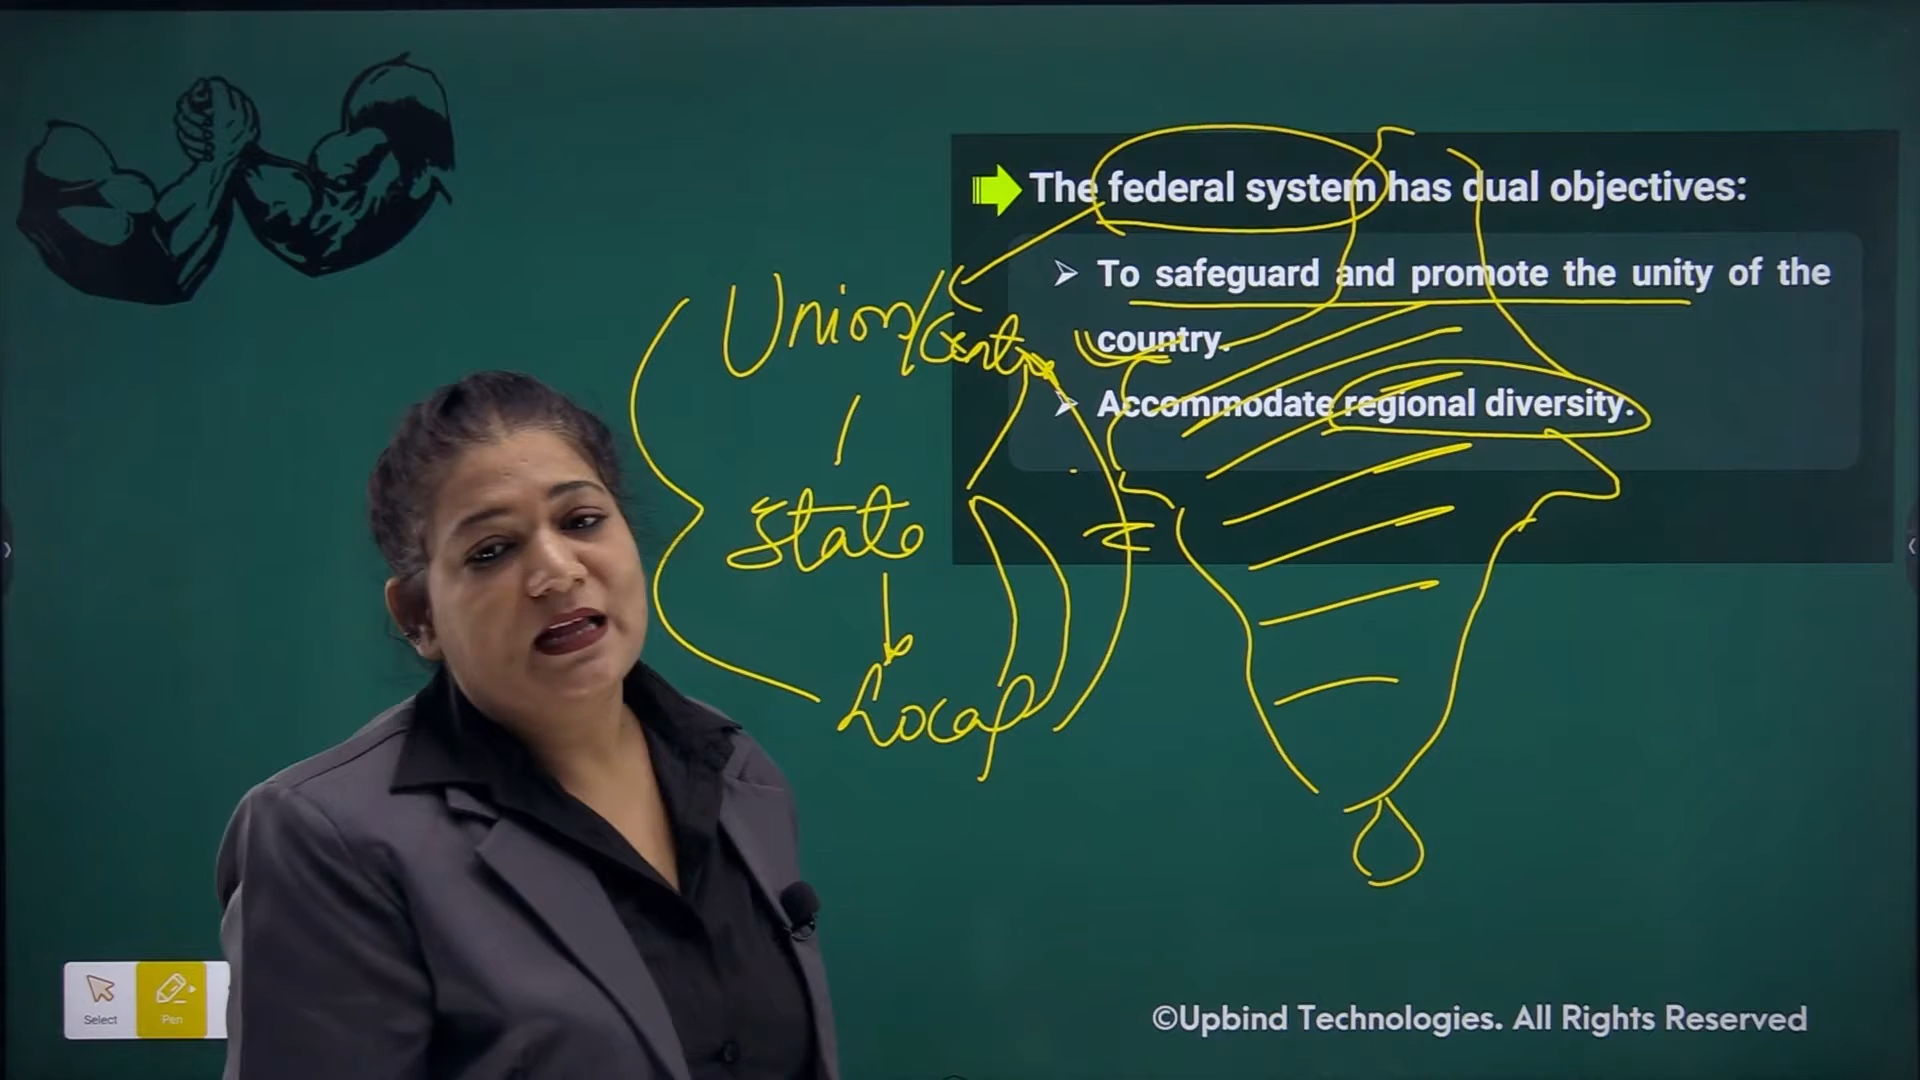 The federal system has dual objectives:
To safeguard and promote the unity of the
country.
Accommodate regional diversity.
Union/Centre
State
Local
Select
Pen
©Upbind Technologies. All Rights Reserved